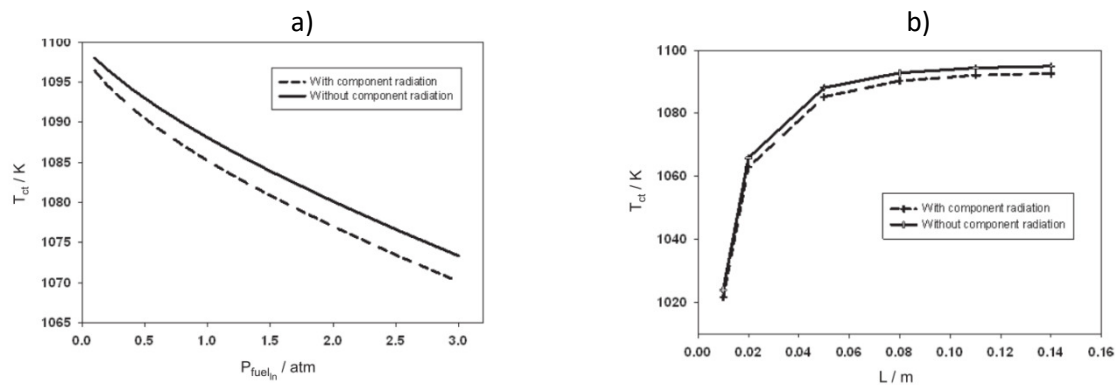 a)
1100
1095
1090
1085
1080
1075
1070
1065
T_ct / K
With component radiation
Without component radiation
0.0 0.5 1.0 1.5 2.0 2.5 3.0
P_fuel_In / atm
b)
1100
1080
1060
1040
1020
T_ct / K
With component radiation
Without component radiation
0.00 0.02 0.04 0.06 0.08 0.10 0.12 0.14 0.16
L / m